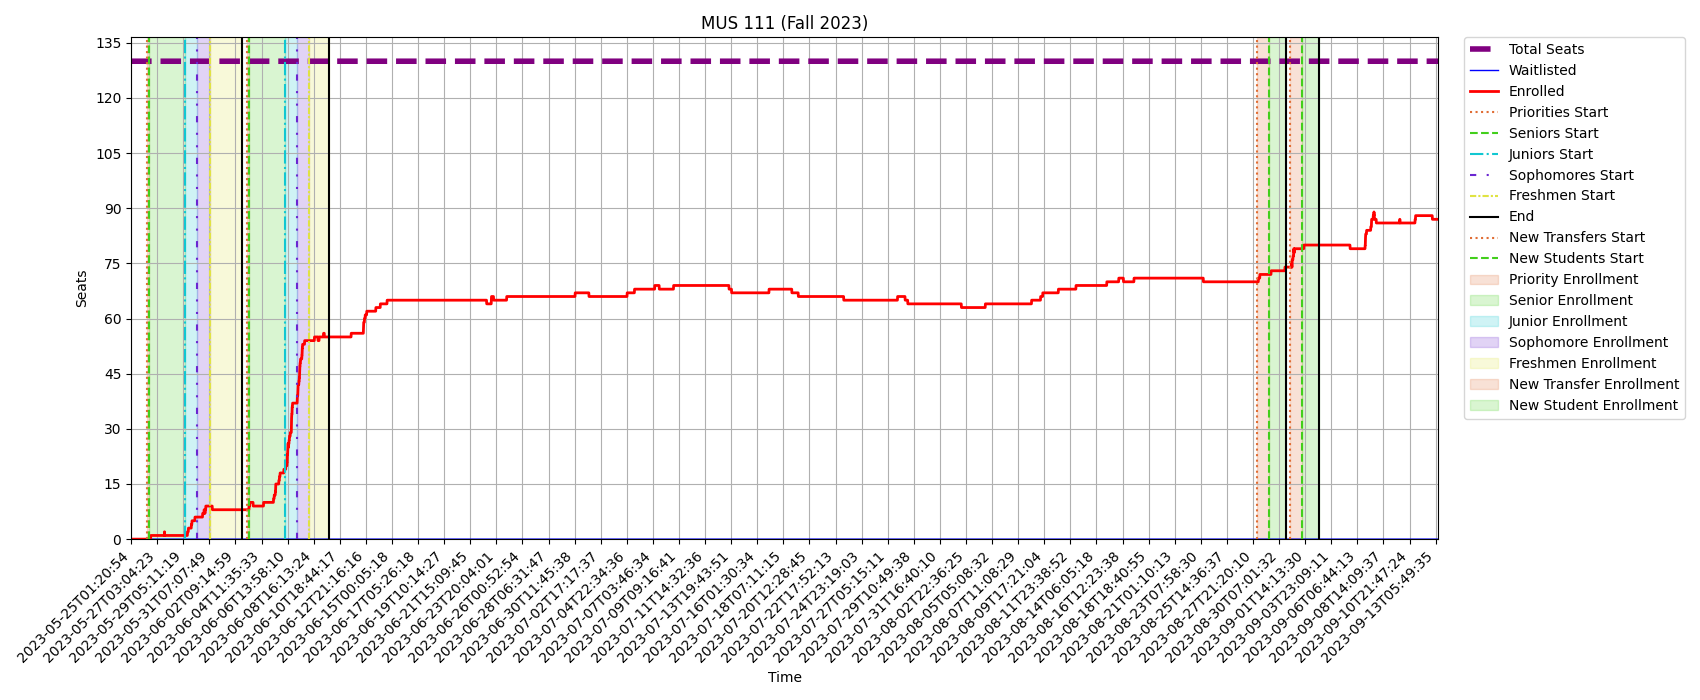 MUS 111 (Fall 2023)
135
120
105
90
75
60
45
30
15
0
Seats
2023-05-25T01:20:54
2023-05-27T03:04:23
2023-05-29T05:11:19
2023-05-31T07:07:49
2023-06-02T09:14:59
2023-06-04T11:35:33
2023-06-06T13:58:10
2023-06-08T16:13:24
2023-06-10T18:44:17
2023-06-12T21:16:16
2023-06-15T00:05:18
2023-06-17T05:26:18
2023-06-19T10:14:27
2023-06-21T15:09:45
2023-06-23T20:04:01
2023-06-26T00:52:54
2023-06-28T06:31:47
2023-06-30T11:45:38
2023-07-02T17:17:37
2023-07-04T22:34:36
2023-07-07T03:46:34
2023-07-09T09:16:41
2023-07-11T14:32:36
2023-07-13T19:43:51
2023-07-16T01:30:34
2023-07-18T07:11:15
2023-07-20T12:28:45
2023-07-22T17:52:13
2023-07-24T23:19:03
2023-07-27T05:15:11
2023-07-29T10:49:38
2023-07-31T16:40:10
2023-08-02T22:36:25
2023-08-05T05:08:32
2023-08-07T11:08:29
2023-08-09T17:21:04
2023-08-11T23:38:52
2023-08-14T06:05:18
2023-08-16T12:23:38
2023-08-18T18:40:55
2023-08-21T01:10:13
2023-08-23T07:58:30
2023-08-25T14:36:37
2023-08-27T21:20:10
2023-08-30T07:01:32
2023-09-01T14:13:30
2023-09-03T23:09:11
2023-09-06T06:44:13
2023-09-08T14:09:37
2023-09-10T21:47:24
2023-09-13T05:49:35
Time
Total Seats
Waitlisted
Enrolled
Priorities Start
Seniors Start
Juniors Start
Sophomores Start
Freshmen Start
End
New Transfers Start
New Students Start
Priority Enrollment
Senior Enrollment
Junior Enrollment
Sophomore Enrollment
Freshmen Enrollment
New Transfer Enrollment
New Student Enrollment